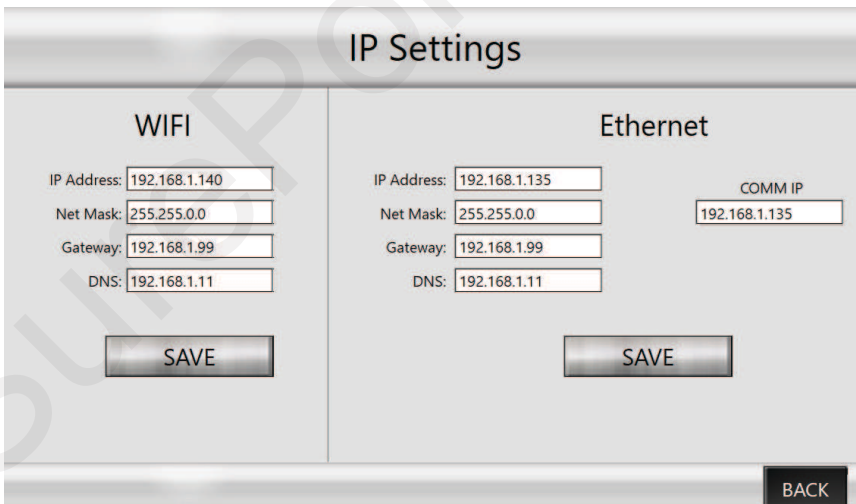 IP Settings
WIFI
IP Address: 192.168.1.140
Net Mask: 255.255.0.0
Gateway: 192.168.1.99
DNS: 192.168.1.11
SAVE
Ethernet
IP Address: 192.168.1.135
Net Mask: 255.255.0.0
Gateway: 192.168.1.99
DNS: 192.168.1.11
COMM IP
192.168.1.135
SAVE
BACK